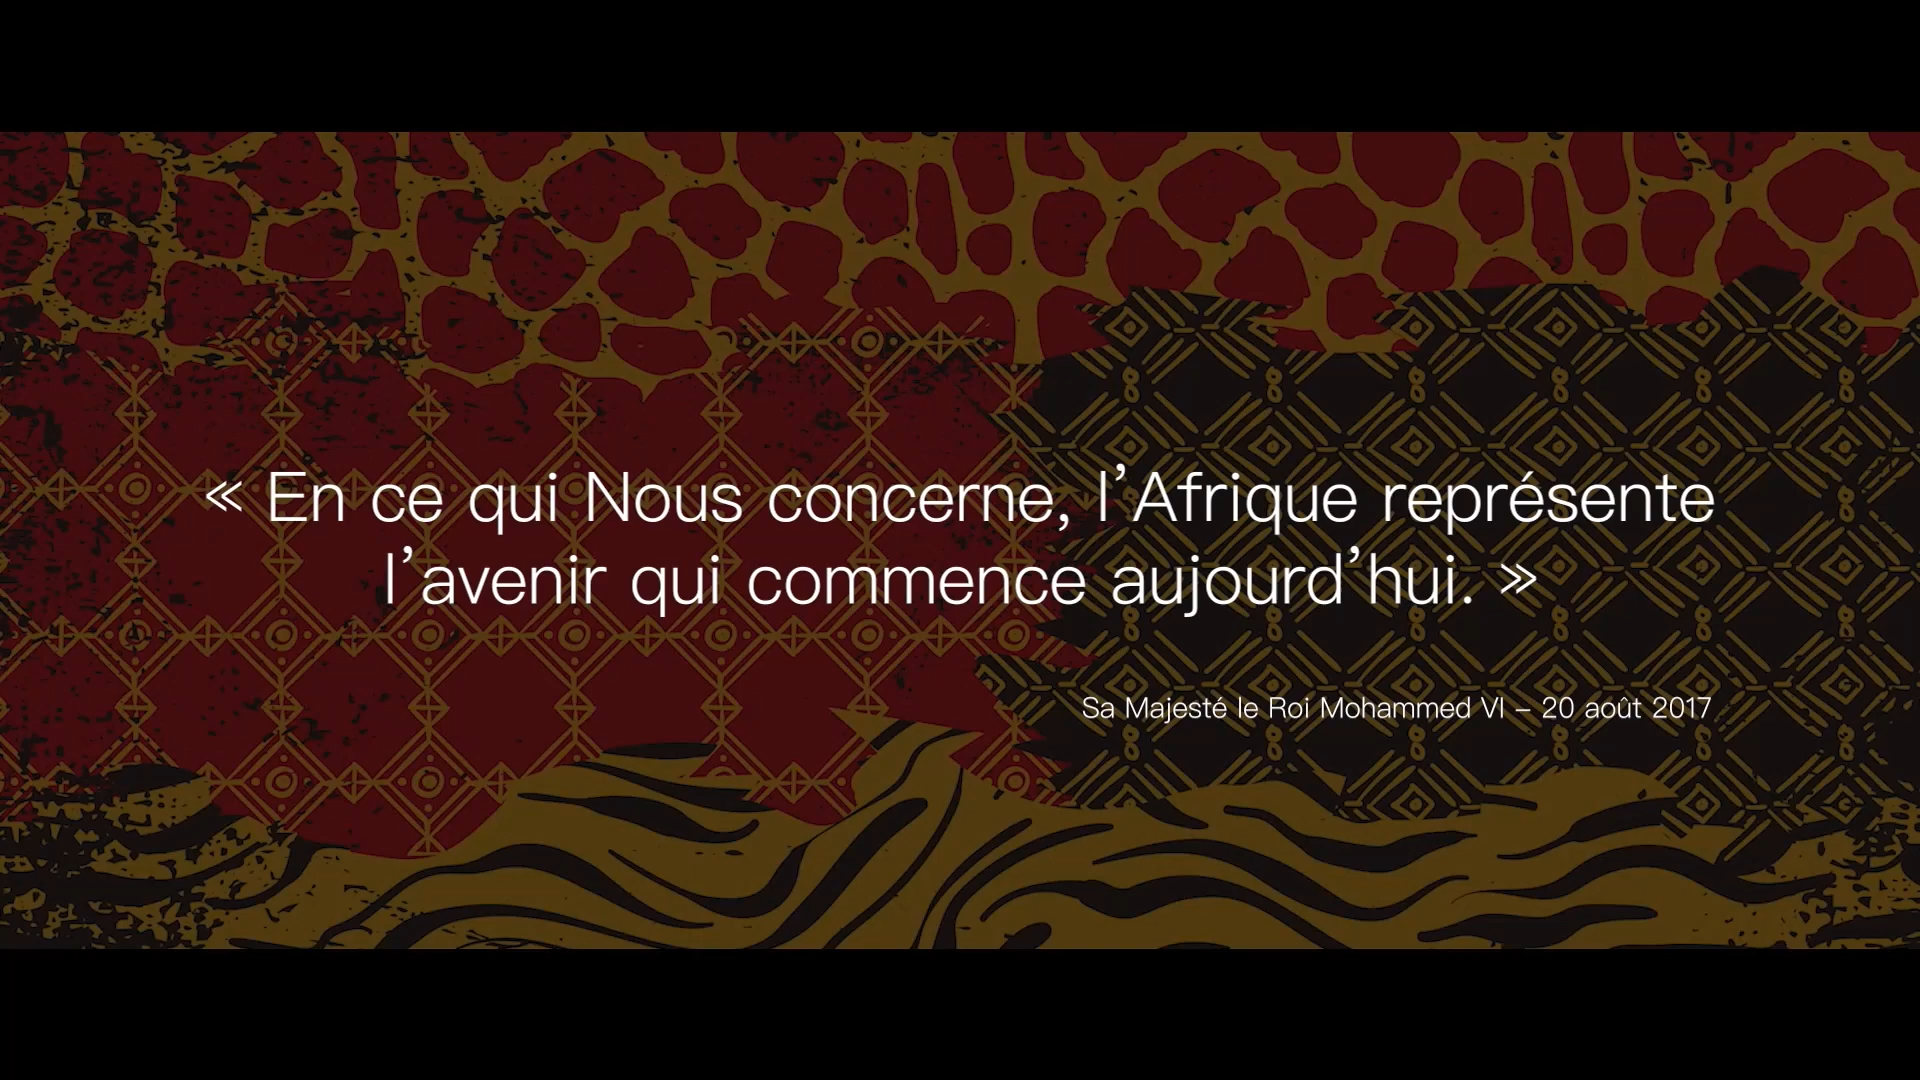 « En ce qui Nous concerne, l’Afrique représente
l’avenir qui commence aujourd’hui. »
Sa Majesté le Roi Mohammed VI – 20 août 2017